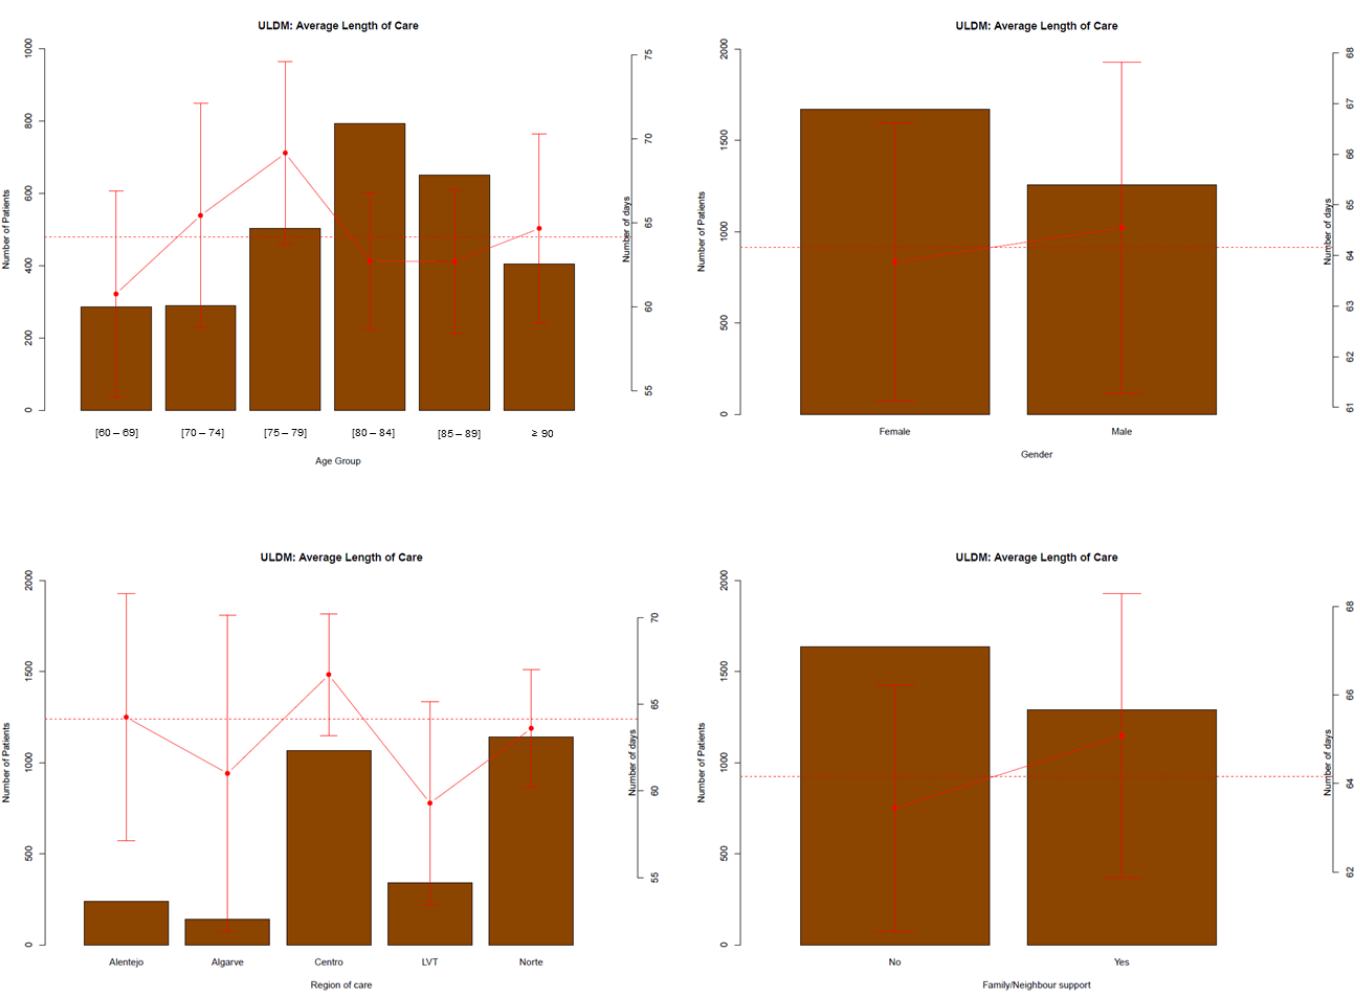 ULDM: Average Length of Care
1000
800
600
400
200
0
Number of Patients
75
70
65
60
55
Number of days
[60 – 69] [70 – 74] [75 – 79] [80 – 84] [85 – 89] ≥ 90
Age Group
ULDM: Average Length of Care
2000
1500
1000
500
0
Number of Patients
68
67
66
65
64
63
62
61
Number of days
Female Male
Gender
ULDM: Average Length of Care
2000
1500
1000
500
0
Number of Patients
70
65
60
55
Number of days
Alentejo Algarve Centro LVT Norte
Region of care
ULDM: Average Length of Care
2000
1500
1000
500
0
Number of Patients
68
66
64
62
Number of days
No Yes
Family/Neighbour support